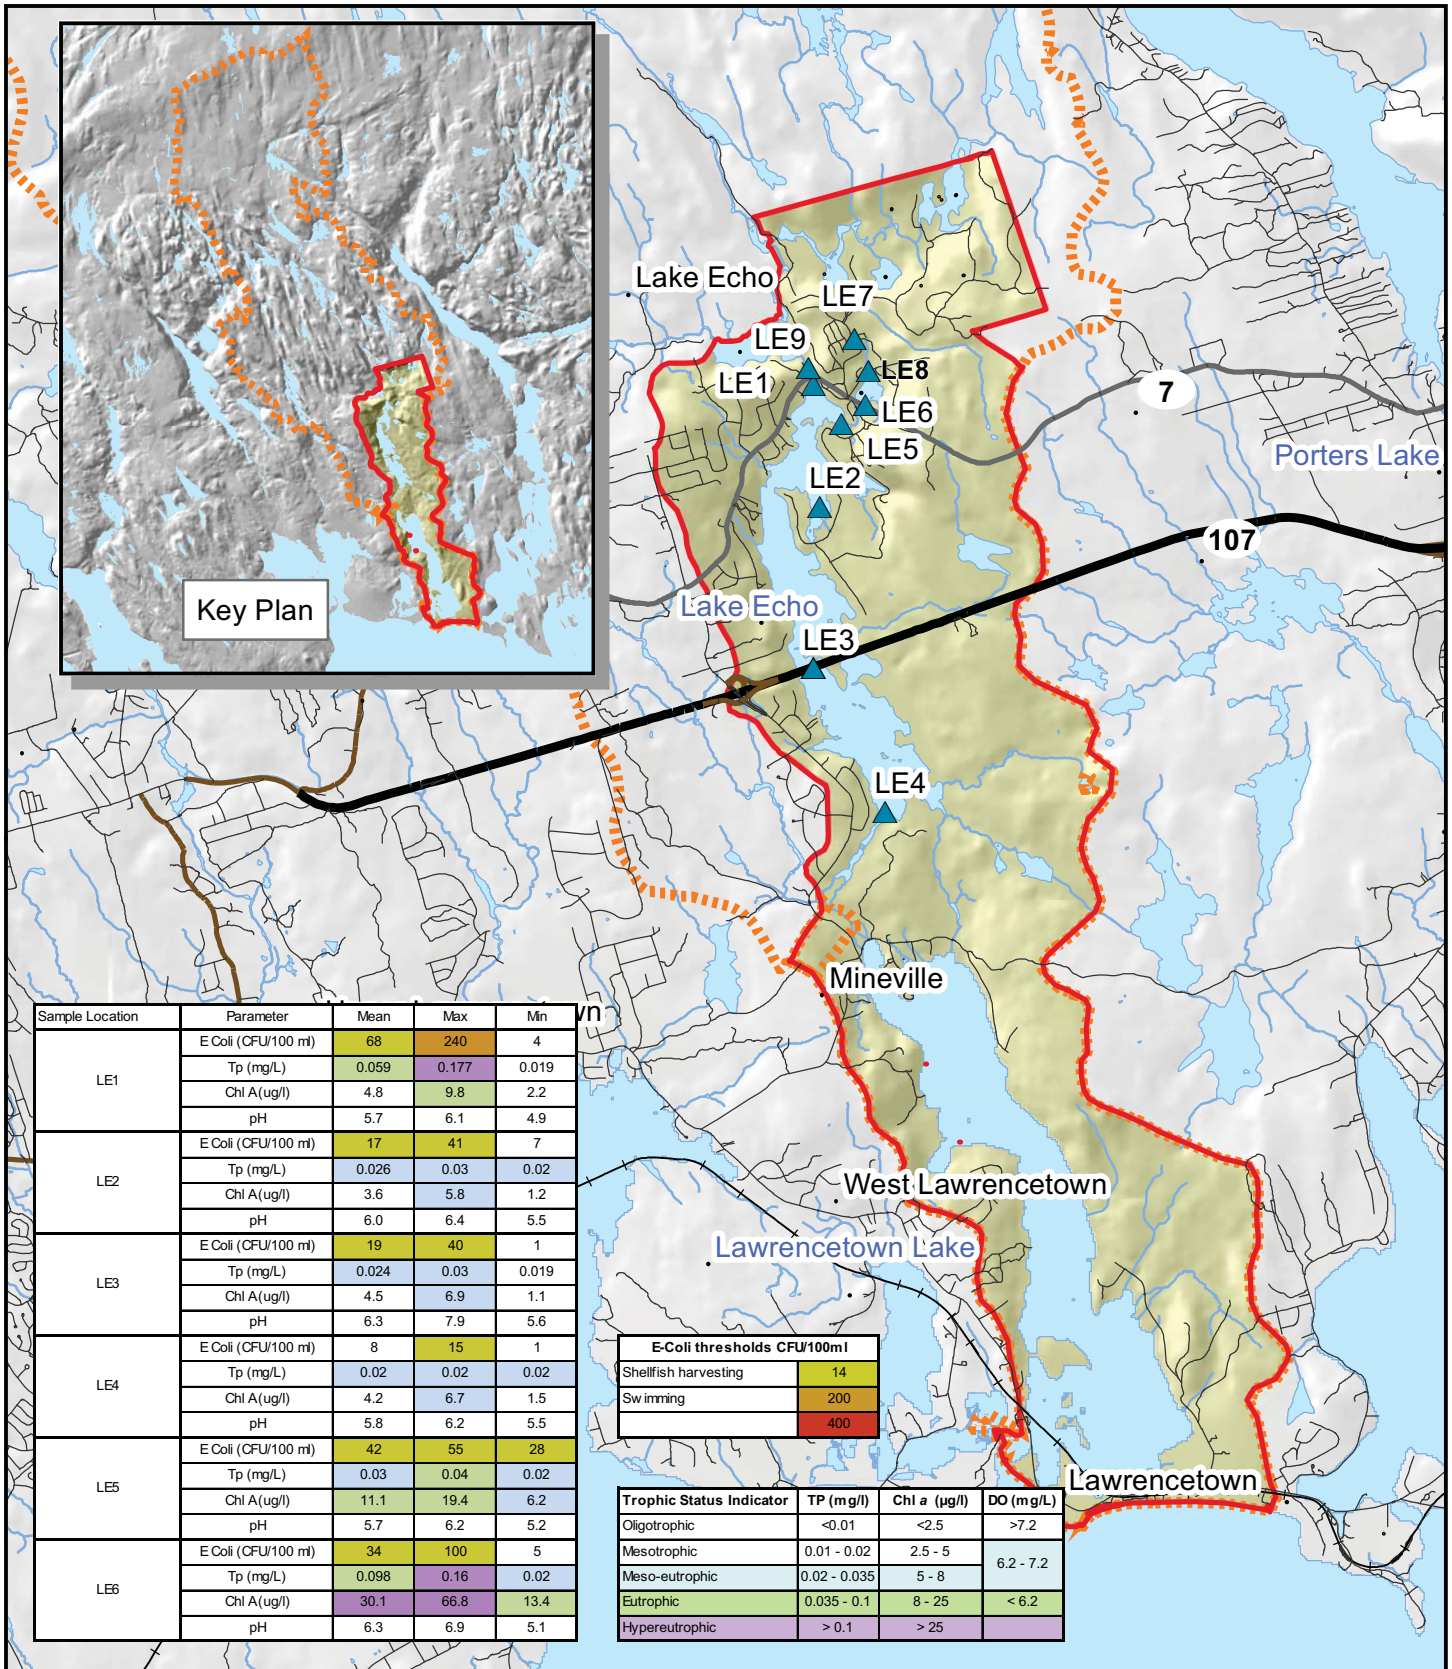 Key Plan
Lake Echo
LE7
LE9
LE8
LE1
LE6
LE5
LE2
7
Porters Lake
107
Lake Echo
LE3
LE4
Mineville
West Lawrencetown
Lawrencetown Lake
Lawrencetown
Sample Location Parameter Mean Max Min
LE1
E Coli (CFU/100 ml) 68 240 4
Tp (mg/L) 0.059 0.177 0.019
Chl A(ug/l) 4.8 9.8 2.2
pH 5.7 6.1 4.9
LE2
E Coli (CFU/100 ml) 17 41 7
Tp (mg/L) 0.026 0.03 0.02
Chl A(ug/l) 3.6 5.8 1.2
pH 6.0 6.4 5.5
LE3
E Coli (CFU/100 ml) 19 40 1
Tp (mg/L) 0.024 0.03 0.019
Chl A(ug/l) 4.5 6.9 1.1
pH 6.3 7.9 5.6
LE4
E Coli (CFU/100 ml) 8 15 1
Tp (mg/L) 0.02 0.02 0.02
Chl A(ug/l) 4.2 6.7 1.5
pH 5.8 6.2 5.5
LE5
E Coli (CFU/100 ml) 42 55 28
Tp (mg/L) 0.03 0.04 0.02
Chl A(ug/l) 11.1 19.4 6.2
pH 5.7 6.2 5.2
LE6
E Coli (CFU/100 ml) 34 100 5
Tp (mg/L) 0.098 0.16 0.02
Chl A(ug/l) 30.1 66.8 13.4
pH 6.3 6.9 5.1
E-Coli thresholds CFU/100ml
Shellfish harvesting 14
Swimming 200
400
Trophic Status Indicator TP (mg/l) Chl a (µg/l) DO (mg/L)
Oligotrophic <0.01 <2.5 >7.2
Mesotrophic 0.01 - 0.02 2.5 - 5 6.2 - 7.2
Meso-eutrophic 0.02 - 0.035 5 - 8
Eutrophic 0.035 - 0.1 8 - 25 < 6.2
Hypereutrophic > 0.1 > 25